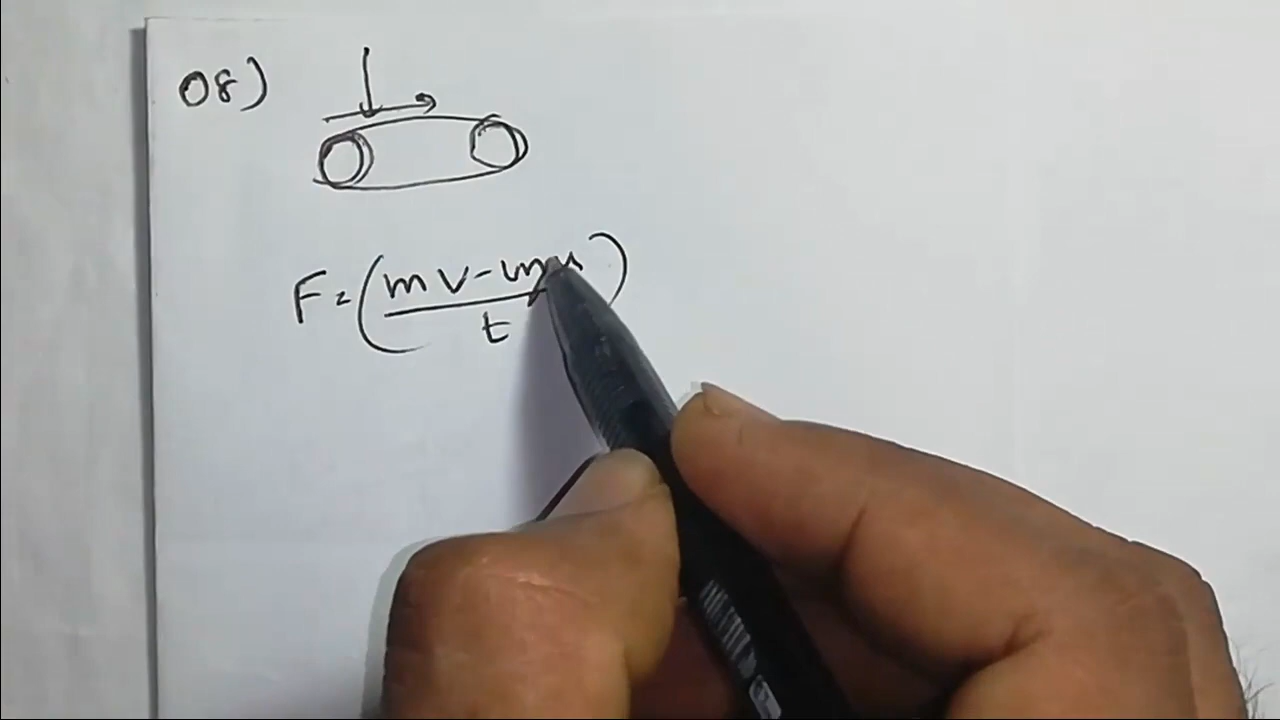 08)
F = (mv - mu / t)